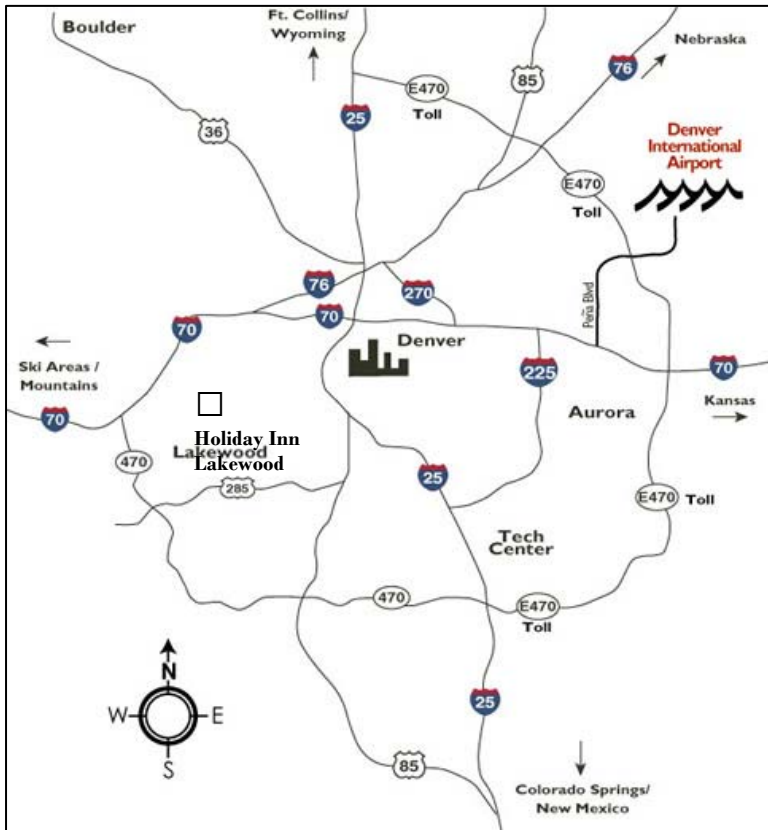 Boulder
Ft. Collins/
Wyoming
Nebraska
85
76
E470
Toll
25
36
Denver
International
Airport
E470
Toll
76
270
Peña Blvd
70
70
Denver
Ski Areas /
Mountains
225
70
Kansas
Aurora
70
Holiday Inn
Lakewood
Lakewood
470
285
25
E470
Toll
Tech
Center
470
E470
Toll
N
W
E
S
25
85
Colorado Springs/
New Mexico